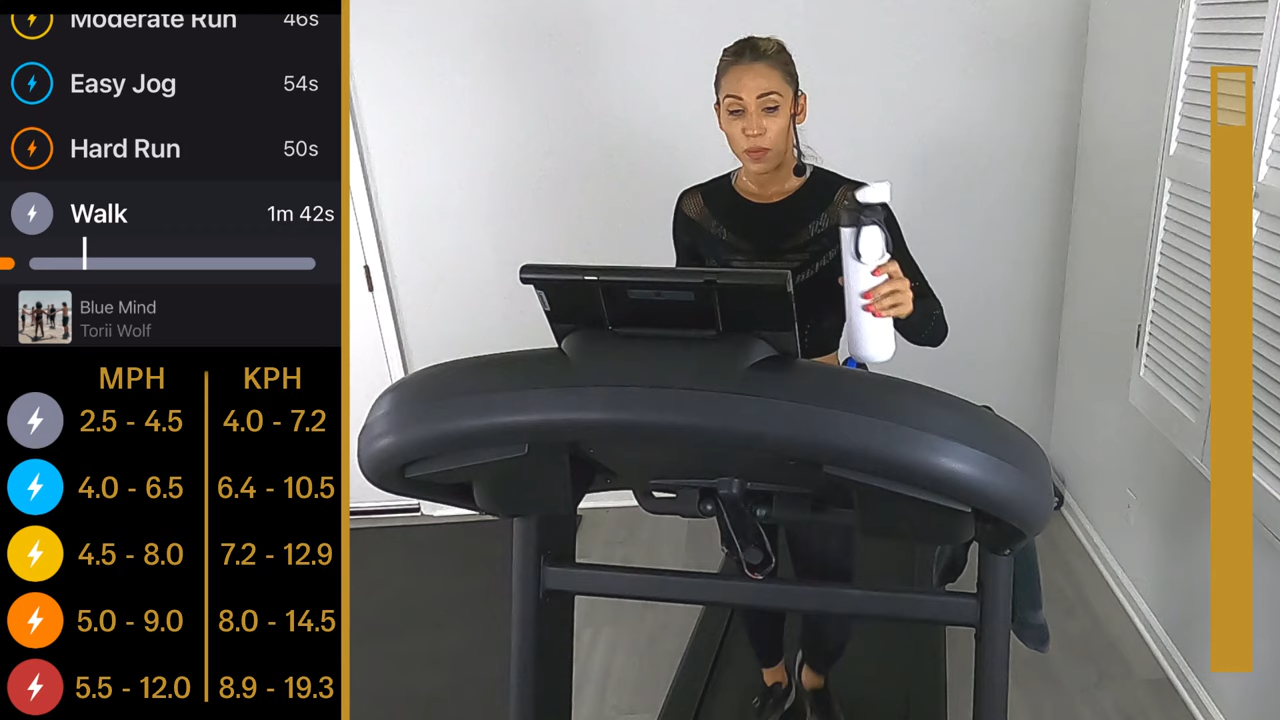 Moderate Run 46s
Easy Jog 54s
Hard Run 50s
Walk 1m 42s
Blue Mind
Torii Wolf
MPH KPH
2.5 - 4.5 4.0 - 7.2
4.0 - 6.5 6.4 - 10.5
4.5 - 8.0 7.2 - 12.9
5.0 - 9.0 8.0 - 14.5
5.5 - 12.0 8.9 - 19.3